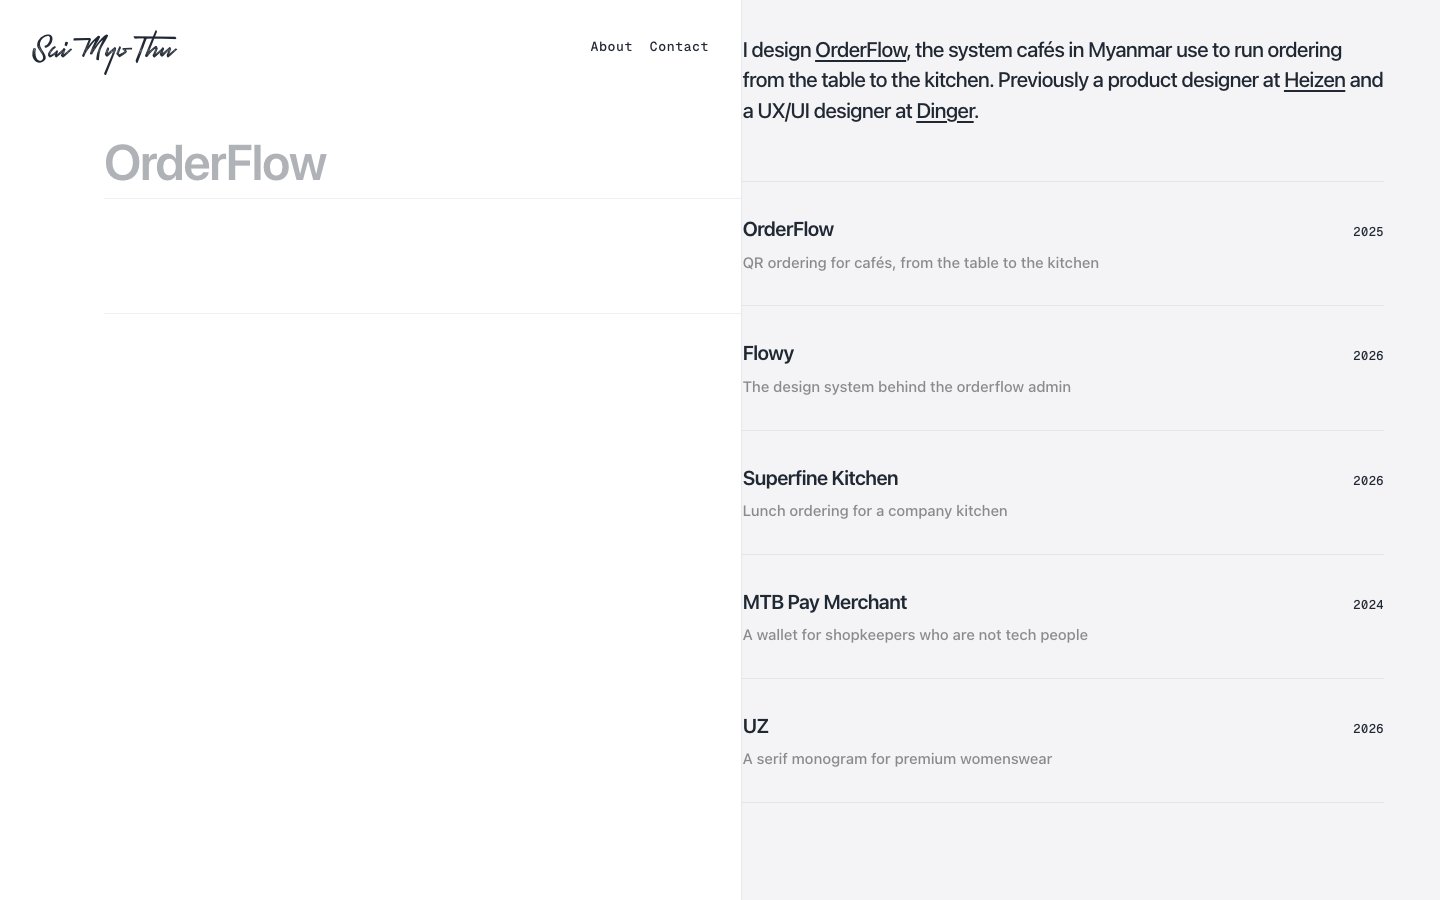 Sai Myo Thu
About Contact
OrderFlow
I design OrderFlow, the system cafés in Myanmar use to run ordering
from the table to the kitchen. Previously a product designer at Heizen and
a UX/UI designer at Dinger.
OrderFlow 2025
QR ordering for cafés, from the table to the kitchen
Flowy 2026
The design system behind the orderflow admin
Superfine Kitchen 2026
Lunch ordering for a company kitchen
MTB Pay Merchant 2024
A wallet for shopkeepers who are not tech people
UZ 2026
A serif monogram for premium womenswear